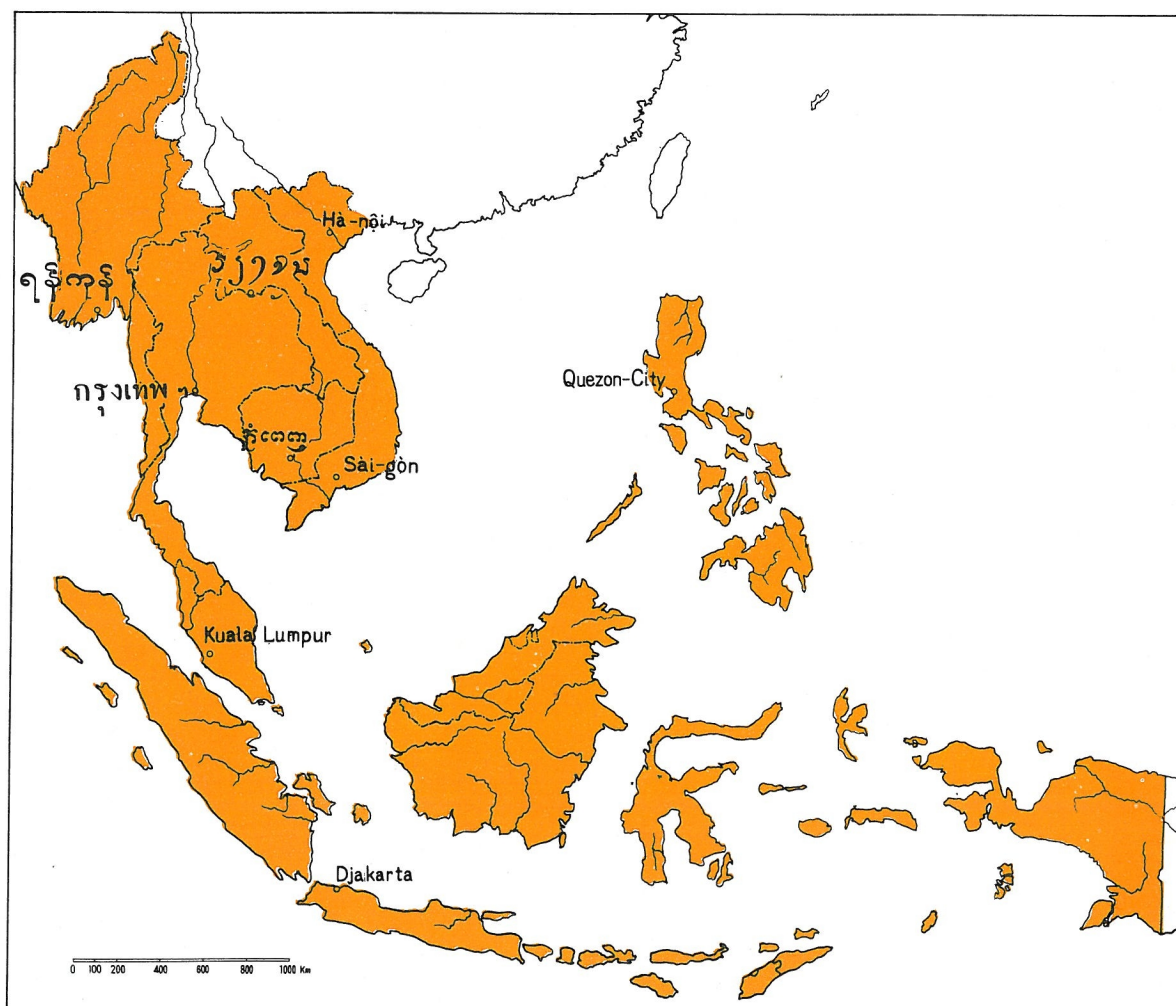 Hà-nội
ວຽງຈັນ
ရန်ကုန်
Quezon-City
กรุงเทพ ฯ
ភ្នំពេញ
Sài-gòn
Kuala Lumpur
Djakarta
0 100 200 400 600 800 1000 Km